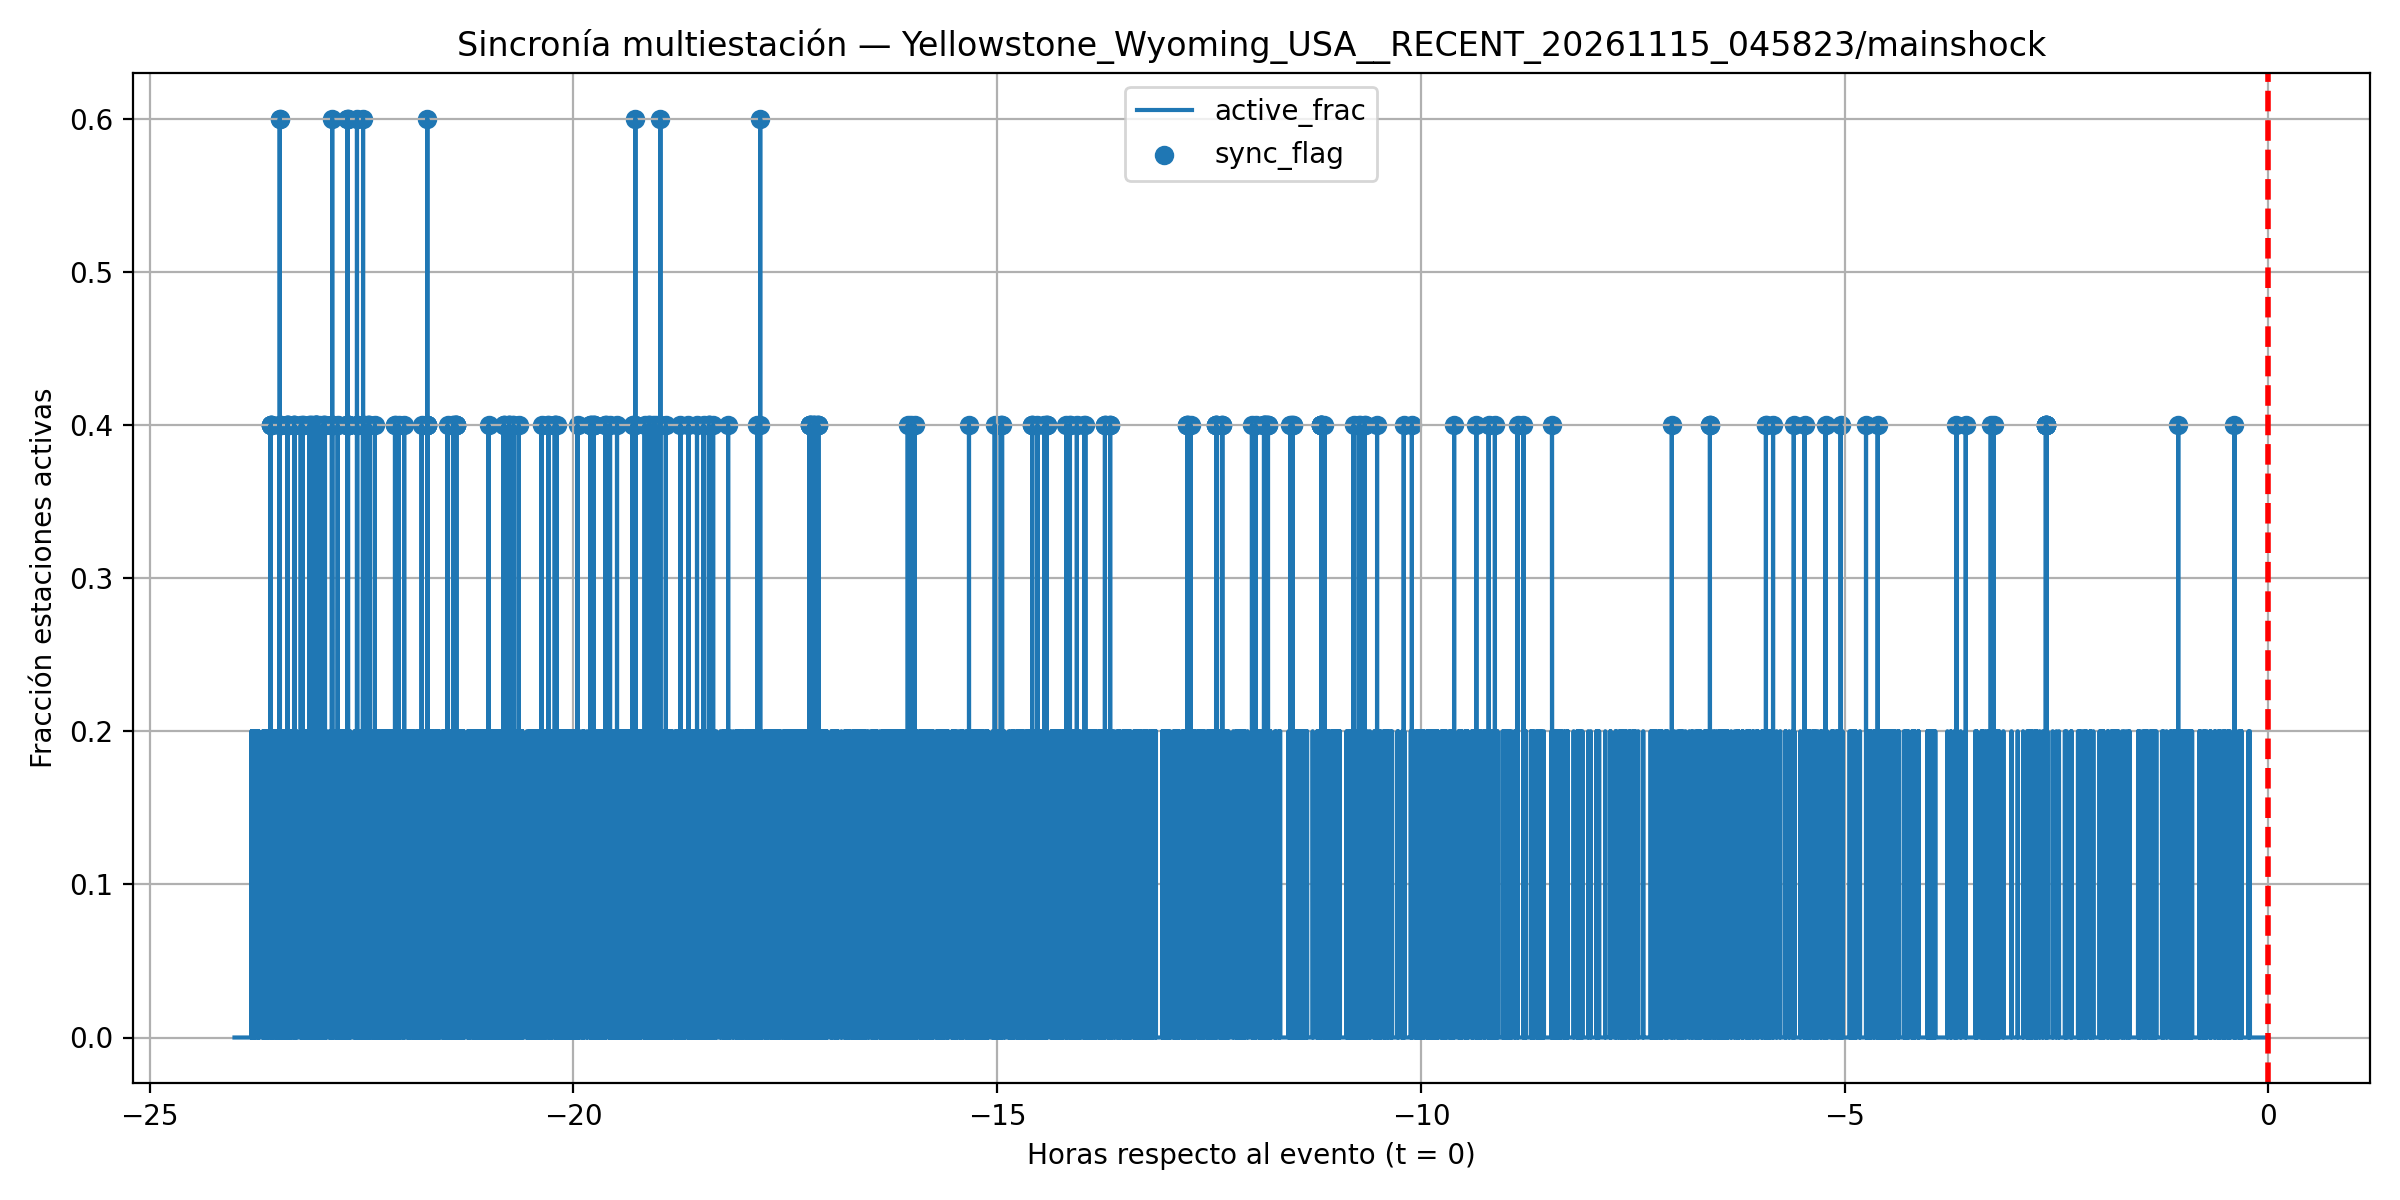 Sincronía multiestación — Yellowstone_Wyoming_USA__RECENT_20261115_045823/mainshock
active_frac
sync_flag
Fracción estaciones activas
0.6
0.5
0.4
0.3
0.2
0.1
0.0
−25
−20
−15
−10
−5
0
Horas respecto al evento (t = 0)